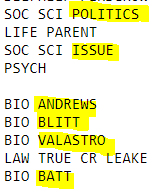 SOC SCI POLITICS
LIFE PARENT
SOC SCI ISSUE
PSYCH
BIO ANDREWS
BIO BLITT
BIO VALASTRO
LAW TRUE CR LEAKE
BIO BATT